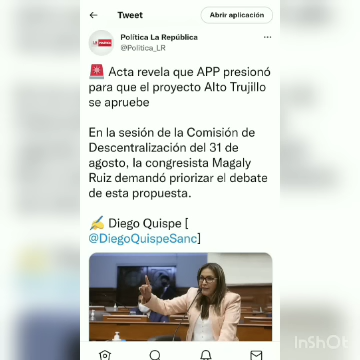 Tweet
Abrir aplicación
LR POLÍTICA
Política La República
@Politica_LR
🚨 Acta revela que APP presionó
para que el proyecto Alto Trujillo
se apruebe
En la sesión de la Comisión de
Descentralización del 31 de
agosto, la congresista Magaly
Ruiz demandó priorizar el debate
de esta propuesta.
✍️ Diego Quispe [
@DiegoQuispeSanc]
InShOt